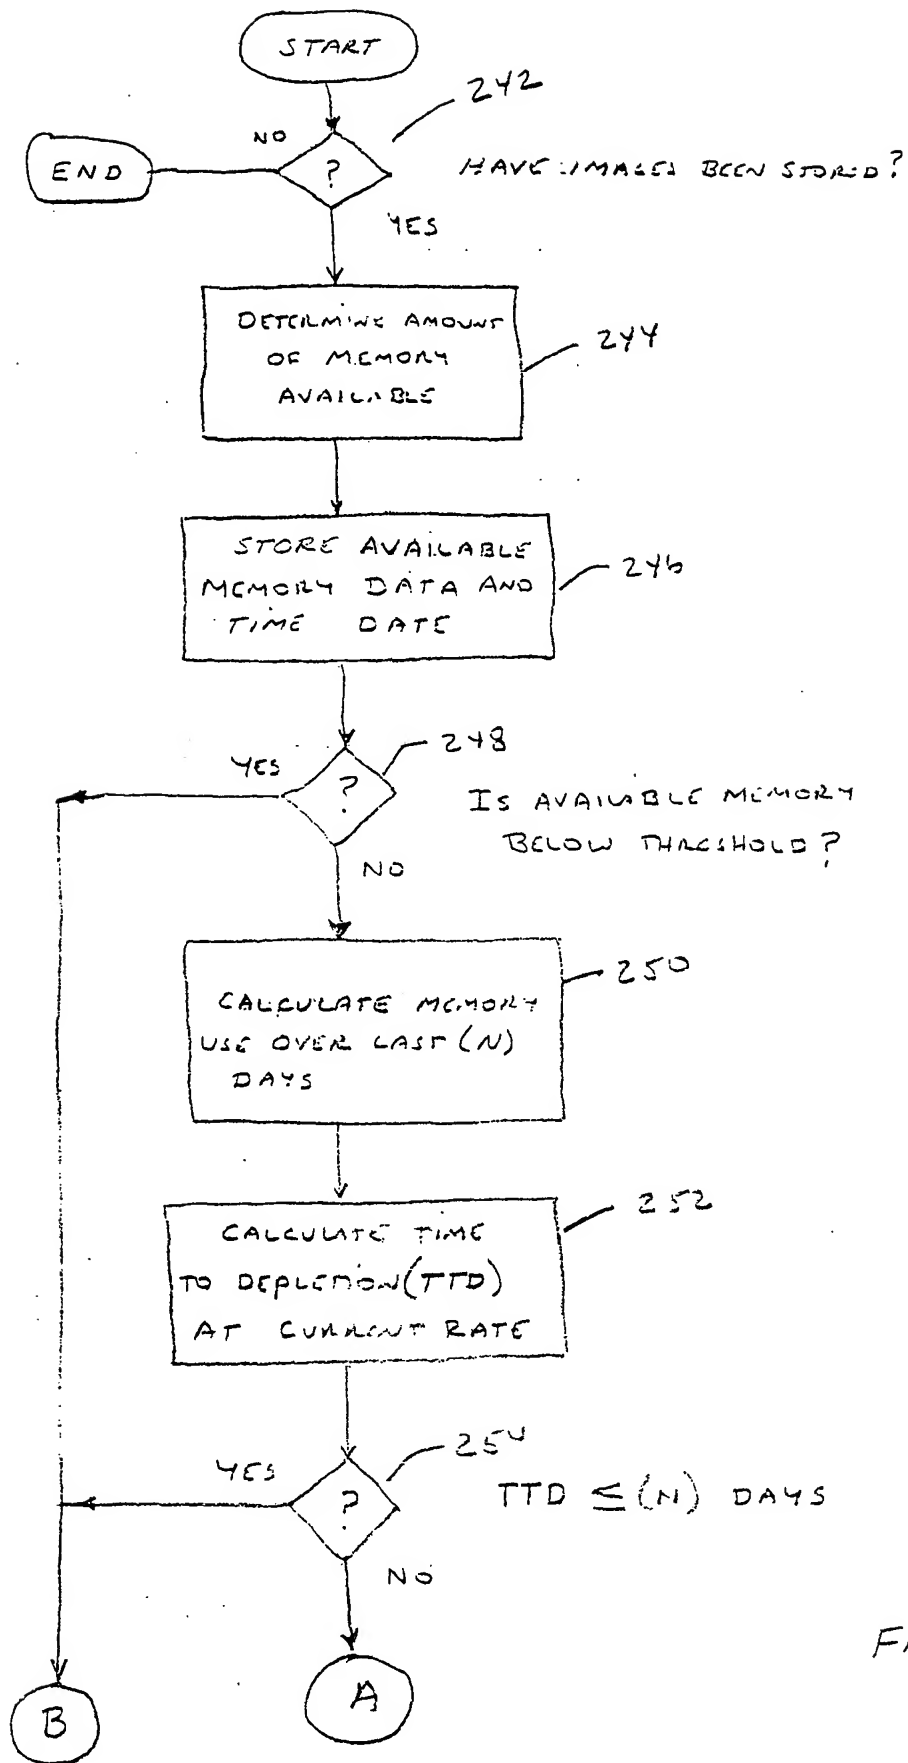 START
242
NO
END
?
HAVE IMAGES BEEN STORED?
YES
DETERMINE AMOUNT
OF MEMORY
AVAILABLE
244
STORE AVAILABLE
MEMORY DATA AND
TIME DATE
246
248
YES
?
IS AVAILABLE MEMORY
BELOW THRESHOLD?
NO
250
CALCULATE MEMORY
USE OVER LAST (N)
DAYS
252
CALCULATE TIME
TO DEPLETION (TTD)
AT CURRENT RATE
254
YES
?
TTD ≤ (N) DAYS
NO
B
A